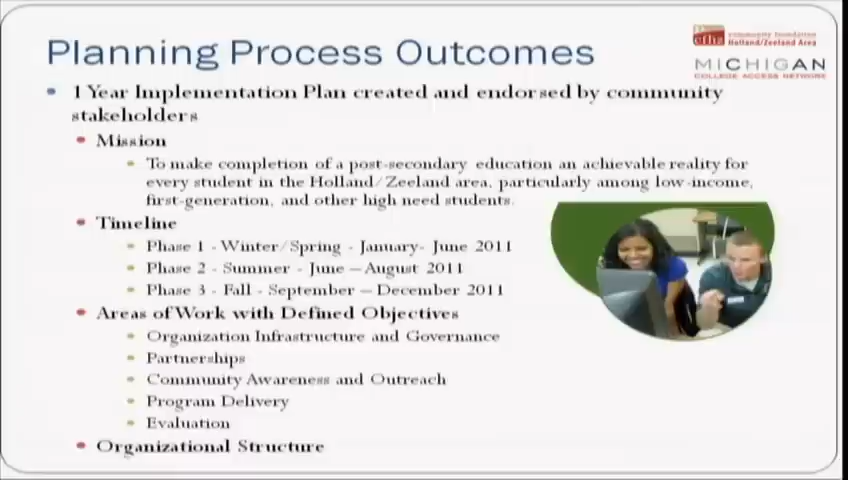 Planning Process Outcomes
cfhz
community foundation
Holland/Zeeland Area
MICHIGAN
COLLEGE ACCESS NETWORK
1 Year Implementation Plan created and endorsed by community
stakeholders
Mission
To make completion of a post-secondary education an achievable reality for
every student in the Holland/Zeeland area, particularly among low-income,
first-generation, and other high need students.
Timeline
Phase 1 - Winter/Spring - January- June 2011
Phase 2 - Summer - June – August 2011
Phase 3 - Fall - September – December 2011
Areas of Work with Defined Objectives
Organization Infrastructure and Governance
Partnerships
Community Awareness and Outreach
Program Delivery
Evaluation
Organizational Structure